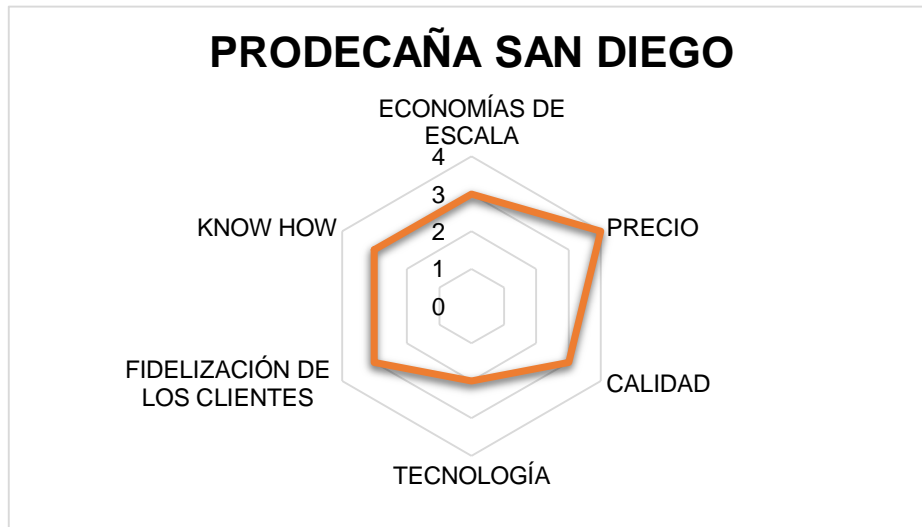 PRODECAÑA SAN DIEGO
ECONOMÍAS DE
ESCALA
4
3
2
1
0
KNOW HOW
PRECIO
FIDELIZACIÓN DE
LOS CLIENTES
CALIDAD
TECNOLOGÍA